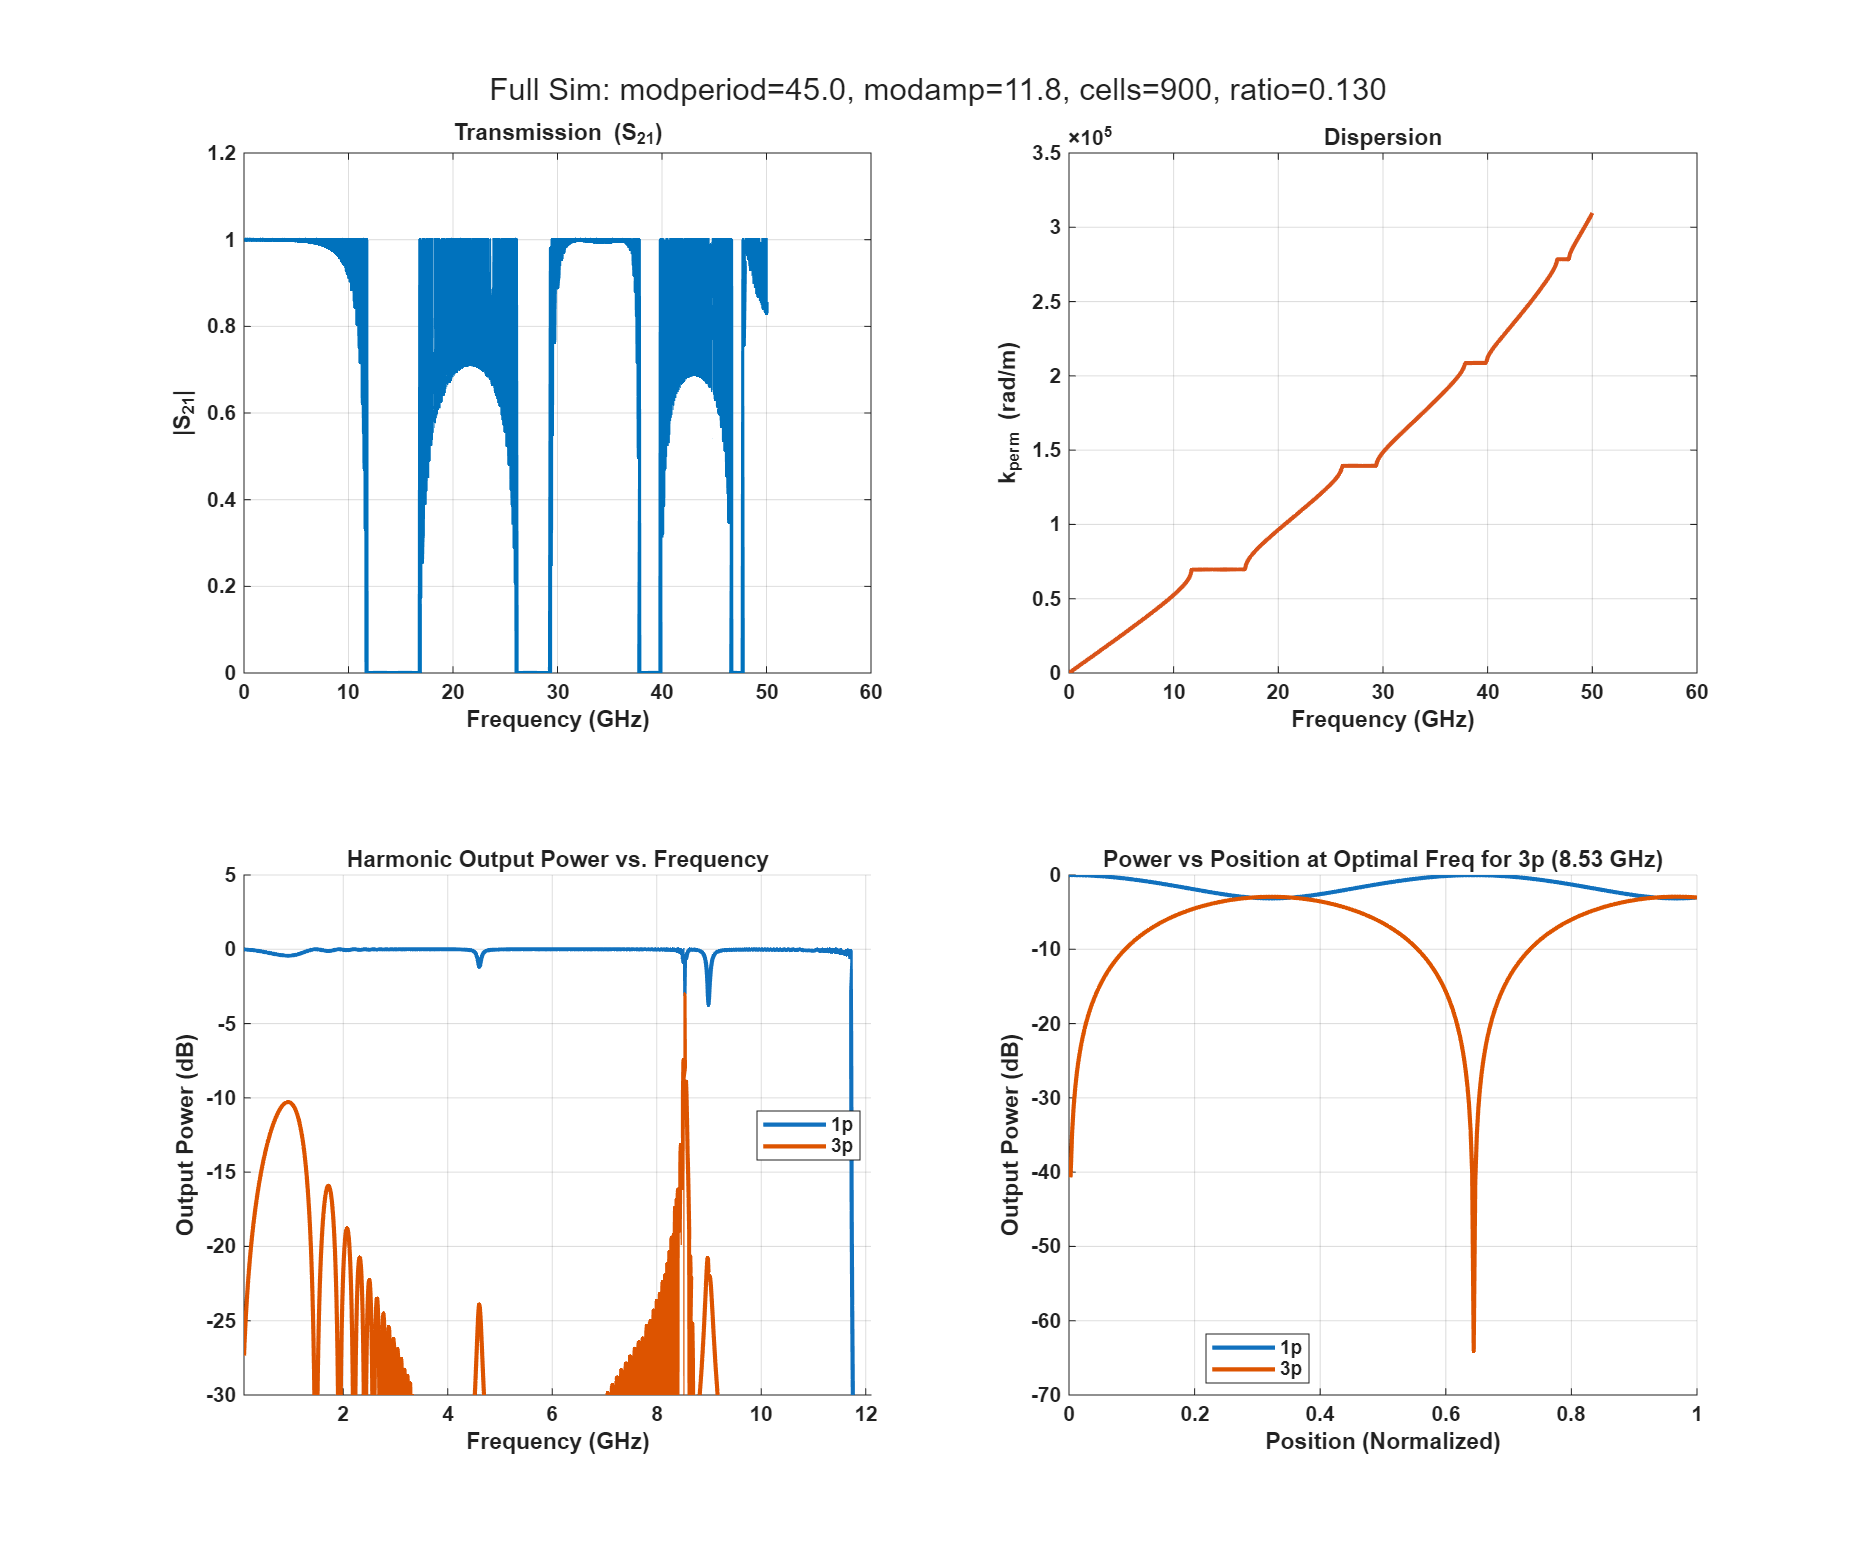 Full Sim: modperiod=45.0, modamp=11.8, cells=900, ratio=0.130
Transmission (S21)
1.2
1
0.8
0.6
0.4
0.2
0
|S21|
0 10 20 30 40 50 60
Frequency (GHz)
Dispersion
×10^5
3.5
3
2.5
2
1.5
1
0.5
0
kperm (rad/m)
0 10 20 30 40 50 60
Frequency (GHz)
Harmonic Output Power vs. Frequency
5
0
-5
-10
-15
-20
-25
-30
Output Power (dB)
1p
3p
2 4 6 8 10 12
Frequency (GHz)
Power vs Position at Optimal Freq for 3p (8.53 GHz)
0
-10
-20
-30
-40
-50
-60
-70
Output Power (dB)
1p
3p
0 0.2 0.4 0.6 0.8 1
Position (Normalized)